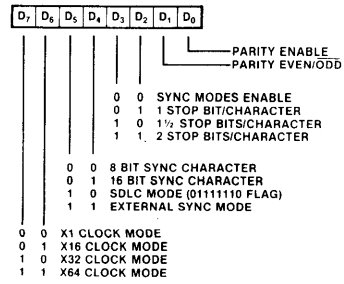 D7 D6 D5 D4 D3 D2 D1 D0
PARITY ENABLE
PARITY EVEN/ODD
0 0 SYNC MODES ENABLE
0 1 1 STOP BIT/CHARACTER
1 0 1½ STOP BITS/CHARACTER
1 1 2 STOP BITS/CHARACTER
0 0 8 BIT SYNC CHARACTER
0 1 16 BIT SYNC CHARACTER
1 0 SDLC MODE (01111110 FLAG)
1 1 EXTERNAL SYNC MODE
0 0 X1 CLOCK MODE
0 1 X16 CLOCK MODE
1 0 X32 CLOCK MODE
1 1 X64 CLOCK MODE